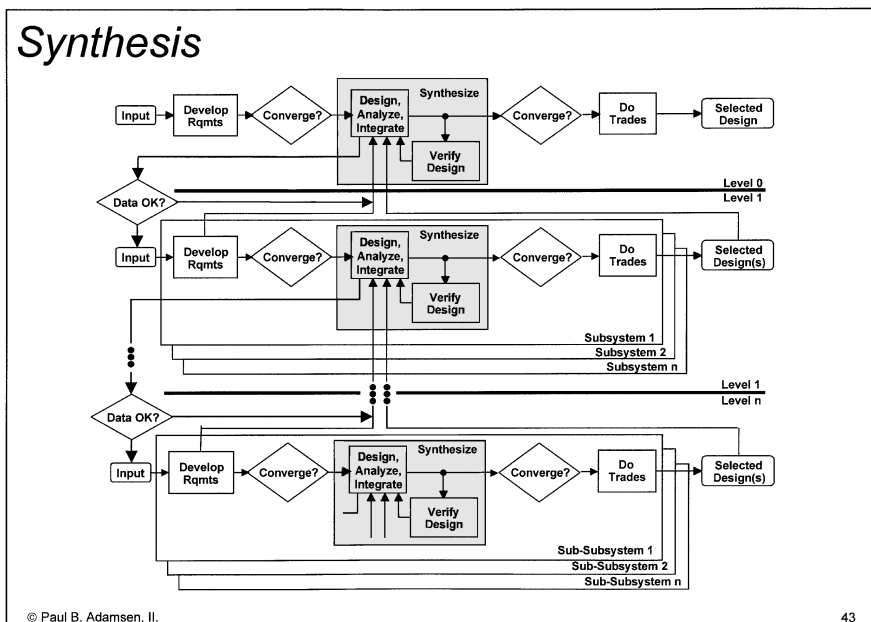 Synthesis
Input
Develop
Rqmts
Converge?
Synthesize
Design,
Analyze,
Integrate
Verify
Design
Converge?
Do
Trades
Selected
Design
Level 0
Level 1
Data OK?
Input
Develop
Rqmts
Converge?
Synthesize
Design,
Analyze,
Integrate
Verify
Design
Converge?
Do
Trades
Selected
Design(s)
Subsystem 1
Subsystem 2
Subsystem n
Level 1
Level n
Data OK?
Input
Develop
Rqmts
Converge?
Synthesize
Design,
Analyze,
Integrate
Verify
Design
Converge?
Do
Trades
Selected
Design(s)
Sub-Subsystem 1
Sub-Subsystem 2
Sub-Subsystem n
© Paul B. Adamsen, II.
43